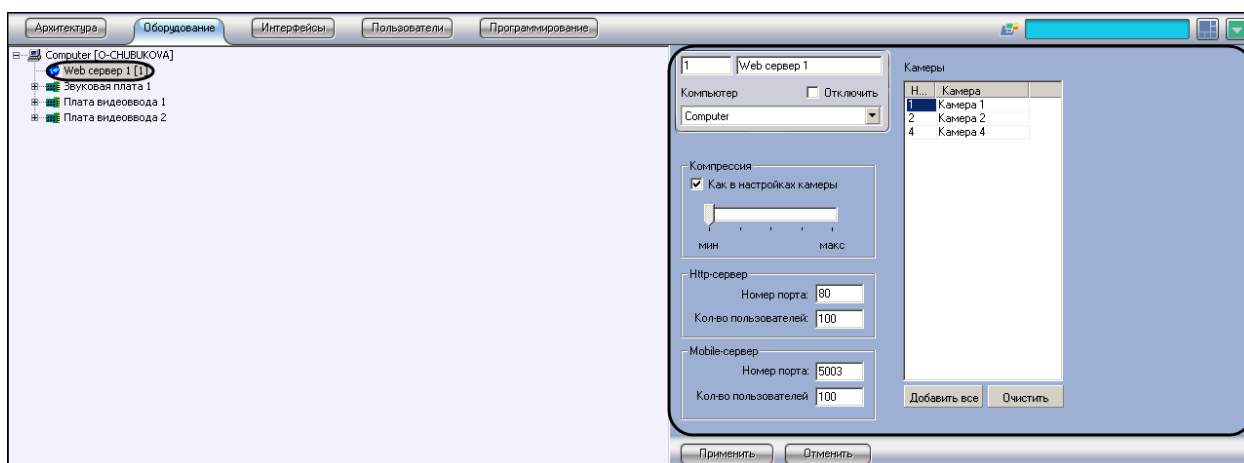 Архитектура Оборудование Интерфейсы Пользователи Программирование
Computer [O-CHUBUKOVA]
Web сервер 1 [1]
Звуковая плата 1
Плата видеоввода 1
Плата видеоввода 2
1 Web сервер 1
Компьютер Отключить
Computer
Компрессия
Как в настройках камеры
мин макс
Http-сервер
Номер порта: 80
Кол-во пользователей: 100
Mobile-сервер
Номер порта: 5003
Кол-во пользователей 100
Камеры
Н... Камера
1 Камера 1
2 Камера 2
4 Камера 4
Добавить все Очистить
Применить Отменить